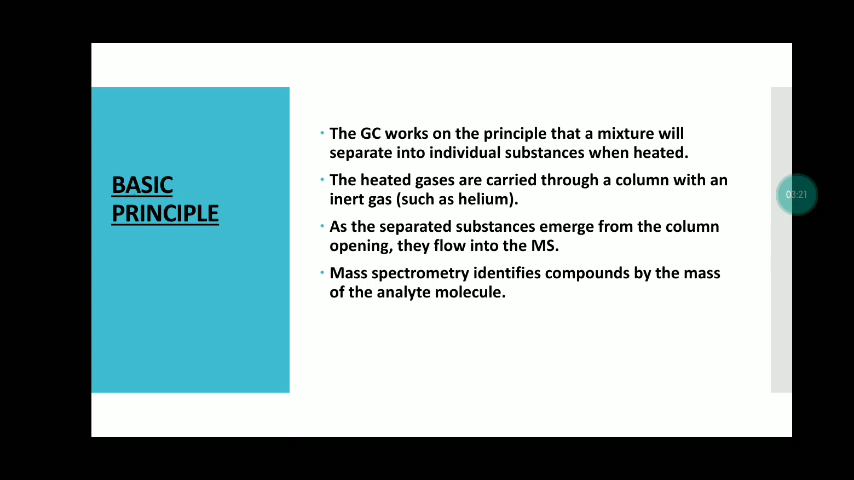 BASIC
PRINCIPLE
• The GC works on the principle that a mixture will
separate into individual substances when heated.
• The heated gases are carried through a column with an
inert gas (such as helium).
• As the separated substances emerge from the column
opening, they flow into the MS.
• Mass spectrometry identifies compounds by the mass
of the analyte molecule.
03:21